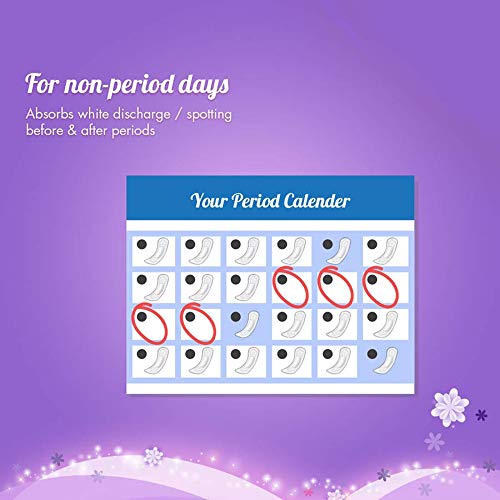 For non-period days
Absorbs white discharge / spotting
before & after periods
Your Period Calender